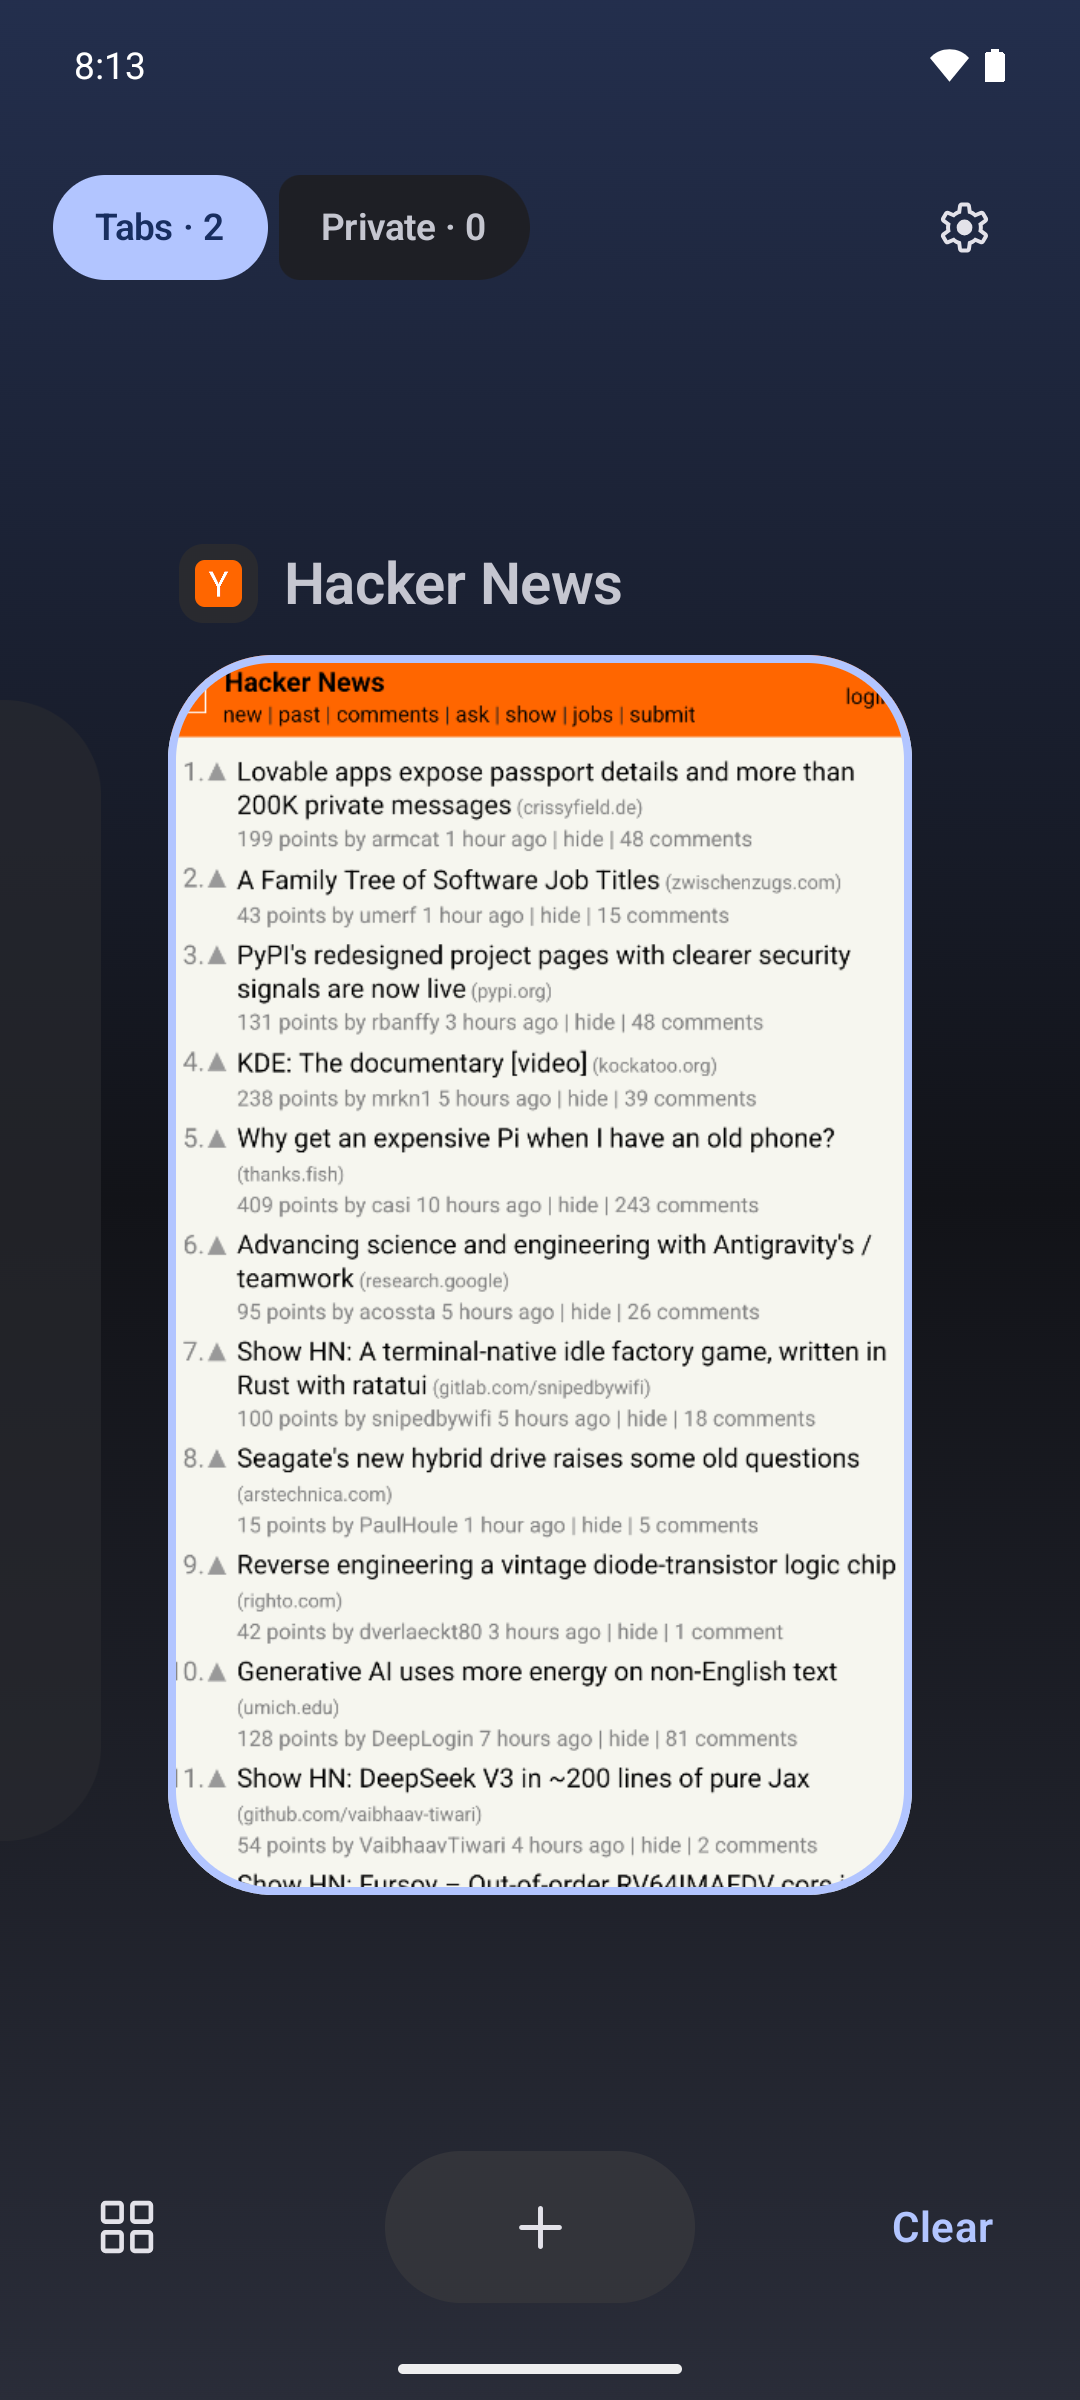 8:13
Tabs · 2
Private · 0
Y
Hacker News
Hacker News
new | past | comments | ask | show | jobs | submit
1. Lovable apps expose passport details and more than
200K private messages (crissyfield.de)
199 points by armcat 1 hour ago | hide | 48 comments
2. A Family Tree of Software Job Titles (zwischenzugs.com)
43 points by umerf 1 hour ago | hide | 15 comments
3. PyPI's redesigned project pages with clearer security
signals are now live (pypi.org)
131 points by rbanffy 3 hours ago | hide | 48 comments
4. KDE: The documentary [video] (kockatoo.org)
238 points by mrkn1 5 hours ago | hide | 39 comments
5. Why get an expensive Pi when I have an old phone?
(thanks.fish)
409 points by casi 10 hours ago | hide | 243 comments
6. Advancing science and engineering with Antigravity's /
teamwork (research.google)
95 points by acossta 5 hours ago | hide | 26 comments
7. Show HN: A terminal-native idle factory game, written in
Rust with ratatui (gitlab.com/snipedbywifi)
100 points by snipedbywifi 5 hours ago | hide | 18 comments
8. Seagate's new hybrid drive raises some old questions
(arstechnica.com)
15 points by PaulHoule 1 hour ago | hide | 5 comments
9. Reverse engineering a vintage diode-transistor logic chip
(righto.com)
42 points by dverlaeckt80 3 hours ago | hide | 1 comment
10. Generative AI uses more energy on non-English text
(umich.edu)
128 points by DeepLogin 7 hours ago | hide | 81 comments
11. Show HN: DeepSeek V3 in ~200 lines of pure Jax
(github.com/vaibhaav-tiwari)
54 points by VaibhaavTiwari 4 hours ago | hide | 2 comments
Show HN: – Out-of-order core
Clear